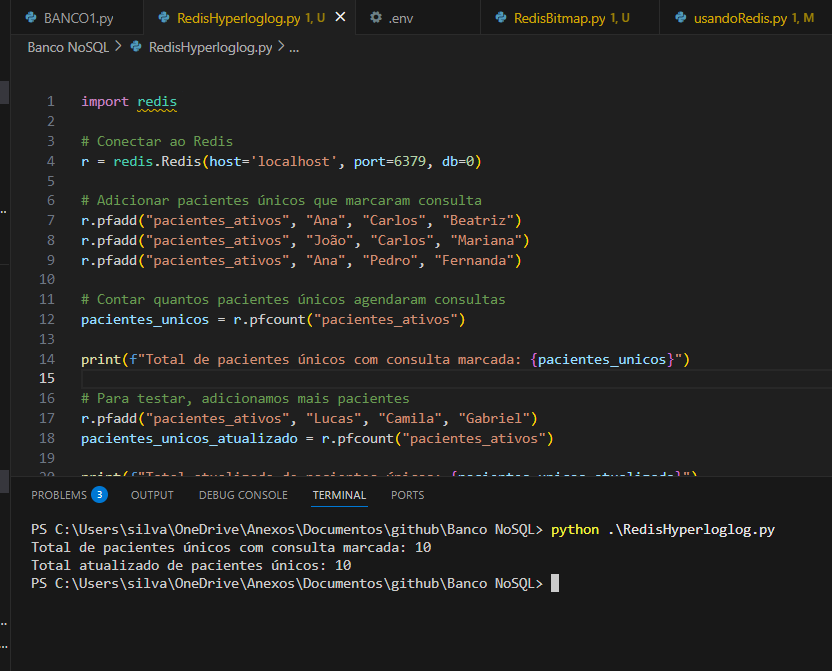 BANCO1.py
RedisHyperloglog.py 1, U
.env
RedisBitmap.py 1, U
usandoRedis.py 1, M
Banco NoSQL > RedisHyperloglog.py > ...
1 import redis
2
3 # Conectar ao Redis
4 r = redis.Redis(host='localhost', port=6379, db=0)
5
6 # Adicionar pacientes únicos que marcaram consulta
7 r.pfadd("pacientes_ativos", "Ana", "Carlos", "Beatriz")
8 r.pfadd("pacientes_ativos", "João", "Carlos", "Mariana")
9 r.pfadd("pacientes_ativos", "Ana", "Pedro", "Fernanda")
10
11 # Contar quantos pacientes únicos agendaram consultas
12 pacientes_unicos = r.pfcount("pacientes_ativos")
13
14 print(f"Total de pacientes únicos com consulta marcada: {pacientes_unicos}")
15
16 # Para testar, adicionamos mais pacientes
17 r.pfadd("pacientes_ativos", "Lucas", "Camila", "Gabriel")
18 pacientes_unicos_atualizado = r.pfcount("pacientes_ativos")
19
20 print(f"Total atualizado de pacientes únicos: {pacientes_unicos_atualizado}")
PROBLEMS 3 OUTPUT DEBUG CONSOLE TERMINAL PORTS
PS C:\Users\silva\OneDrive\Anexos\Documentos\github\Banco NoSQL> python .\RedisHyperloglog.py
Total de pacientes únicos com consulta marcada: 10
Total atualizado de pacientes únicos: 10
PS C:\Users\silva\OneDrive\Anexos\Documentos\github\Banco NoSQL>